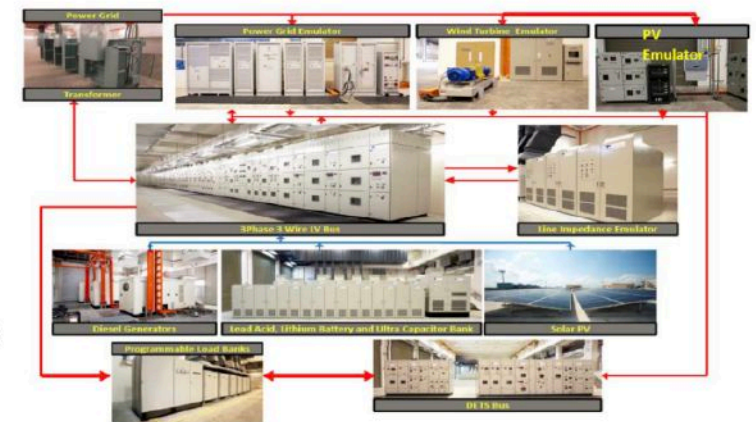 Power Grid
Transformer
Power Grid Emulator
Wind Turbine Emulator
PV
Emulator
3Phase 3 Wire LV Bus
Line Impedance Emulator
Diesel Generators
Lead Acid, Lithium Battery and Ultra Capacitor Bank
Solar PV
Programmable Load Banks
DETS Bus